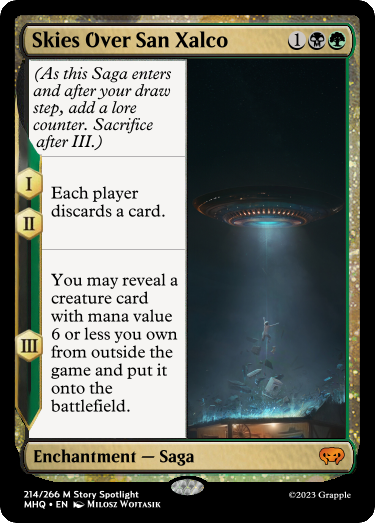 Skies Over San Xalco 1
(As this Saga enters
and after your draw
step, add a lore
counter. Sacrifice
after III.)
I
Each player
II
discards a card.
You may reveal a
creature card
with mana value
6 or less you own
III
from outside the
game and put it
onto the
battlefield.
Enchantment — Saga
214/266 M Story Spotlight
MHQ • EN Milosz Wojtasik
©2023 Grapple